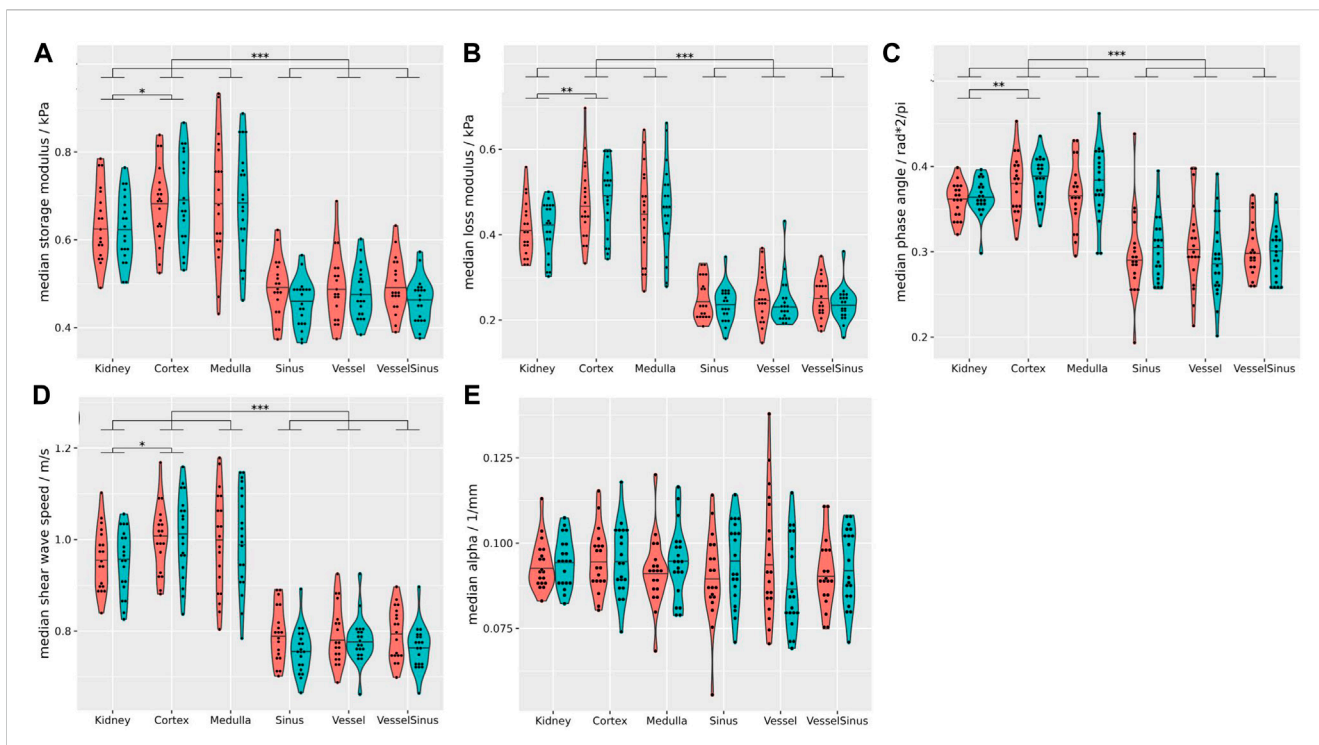 A
***
*
median storage modulus / kPa
0.8
0.6
0.4
Kidney Cortex Medulla Sinus Vessel VesselSinus
B
***
**
median loss modulus / kPa
0.6
0.4
0.2
Kidney Cortex Medulla Sinus Vessel VesselSinus
C
***
**
median phase angle / rad*2/pi
0.4
0.3
0.2
Kidney Cortex Medulla Sinus Vessel VesselSinus
D
***
*
median shear wave speed / m/s
1.2
1.0
0.8
Kidney Cortex Medulla Sinus Vessel VesselSinus
E
median alpha / 1/mm
0.125
0.100
0.075
Kidney Cortex Medulla Sinus Vessel VesselSinus